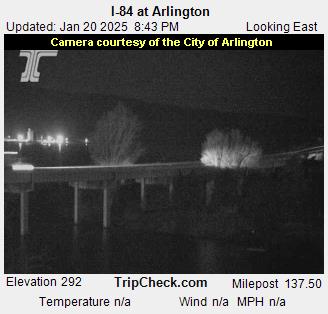 I-84 at Arlington
Updated: Jan 20 2025 8:43 PM Looking East
Camera courtesy of the City of Arlington
Elevation 292 TripCheck.com Milepost 137.50
Temperature n/a Wind n/a MPH n/a